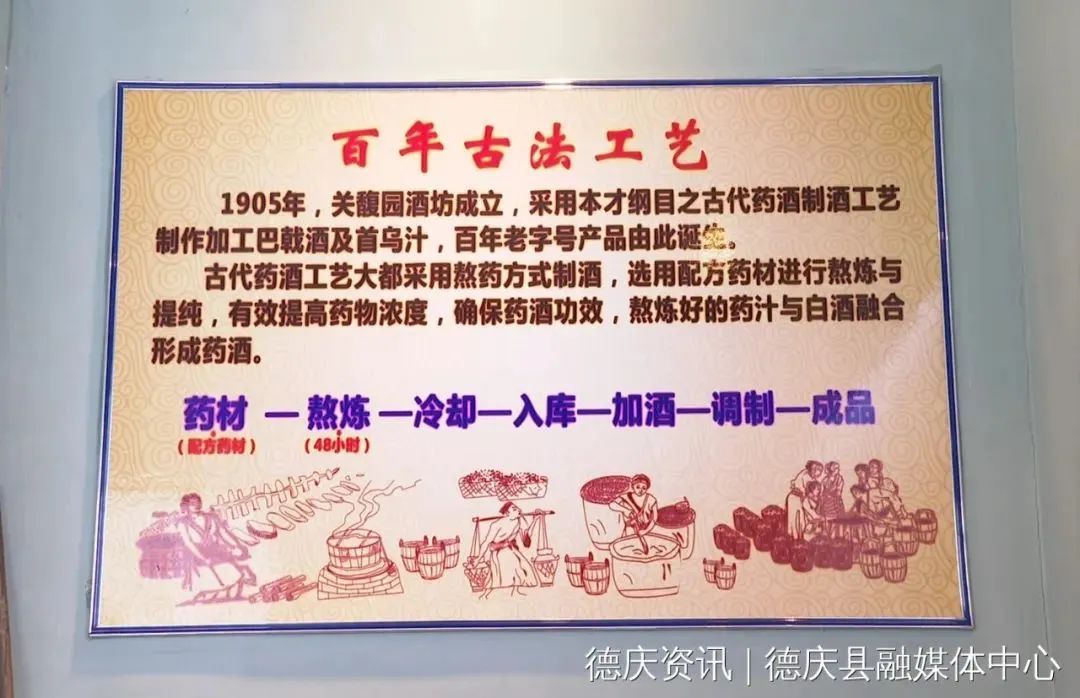 百年古法工艺
1905年，关馥园酒坊成立，采用本才纲目之古代药酒制酒工艺
制作加工巴戟酒及首乌汁，百年老字号产品由此诞生。
古代药酒工艺大都采用熬药方式制酒，选用配方药材进行熬炼与
提纯，有效提高药物浓度，确保药酒功效，熬炼好的药汁与白酒融合
形成药酒。
药材 — 熬炼 —冷却—入库—加酒—调制—成品
（配方药材） （48小时）
德庆资讯 | 德庆县融媒体中心